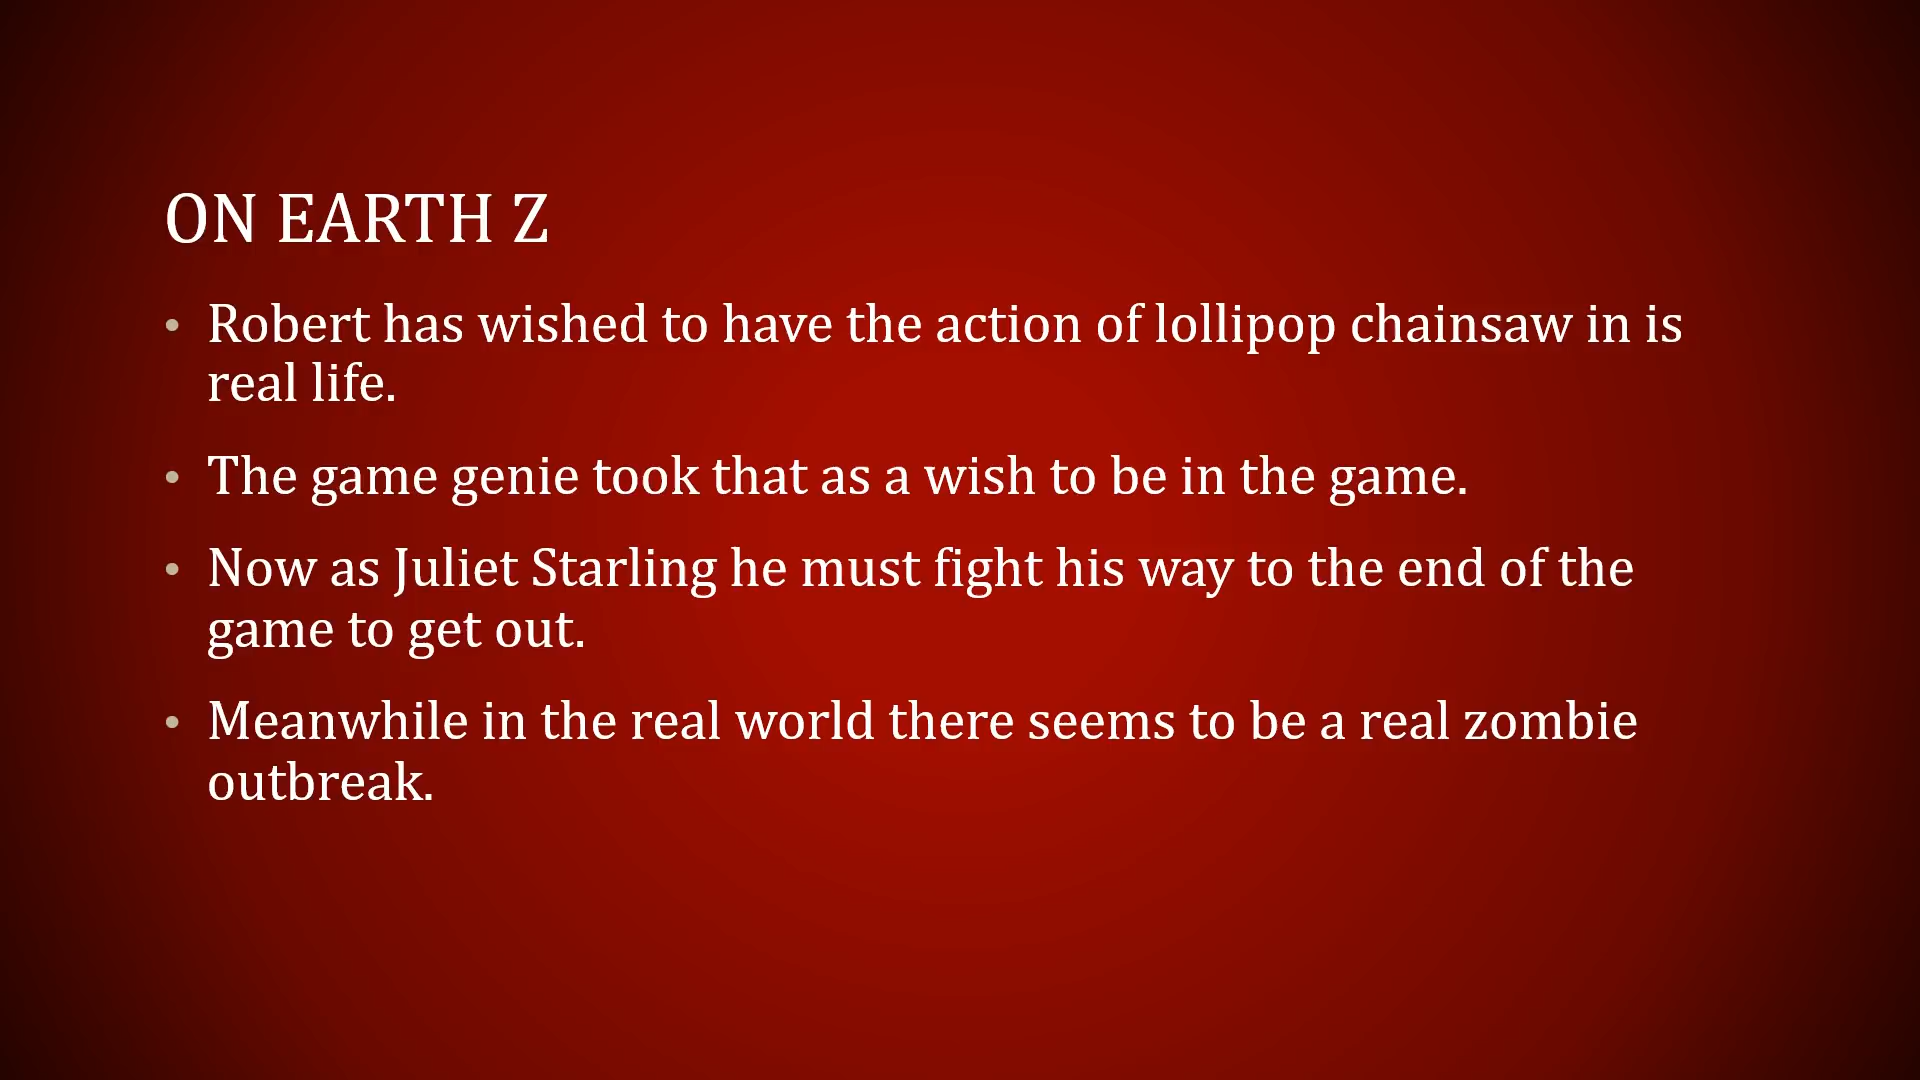 ON EARTH Z
• Robert has wished to have the action of lollipop chainsaw in is
real life.
• The game genie took that as a wish to be in the game.
• Now as Juliet Starling he must fight his way to the end of the
game to get out.
• Meanwhile in the real world there seems to be a real zombie
outbreak.